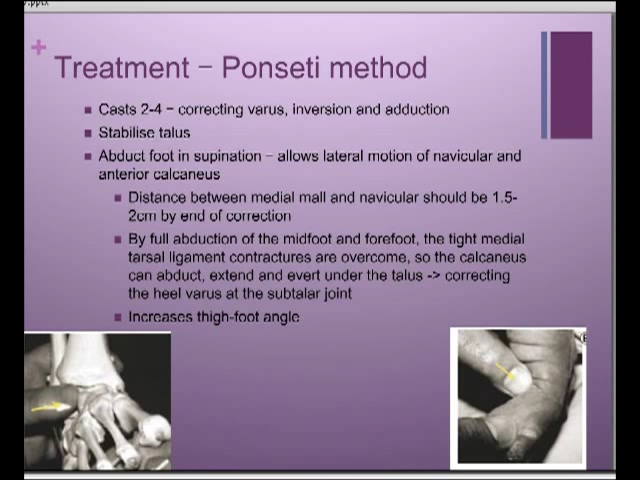 Treatment – Ponseti method
Casts 2-4 – correcting varus, inversion and adduction
Stabilise talus
Abduct foot in supination – allows lateral motion of navicular and
anterior calcaneus
Distance between medial mall and navicular should be 1.5-
2cm by end of correction
By full abduction of the midfoot and forefoot, the tight medial
tarsal ligament contractures are overcome, so the calcaneus
can abduct, extend and evert under the talus -> correcting
the heel varus at the subtalar joint
Increases thigh-foot angle